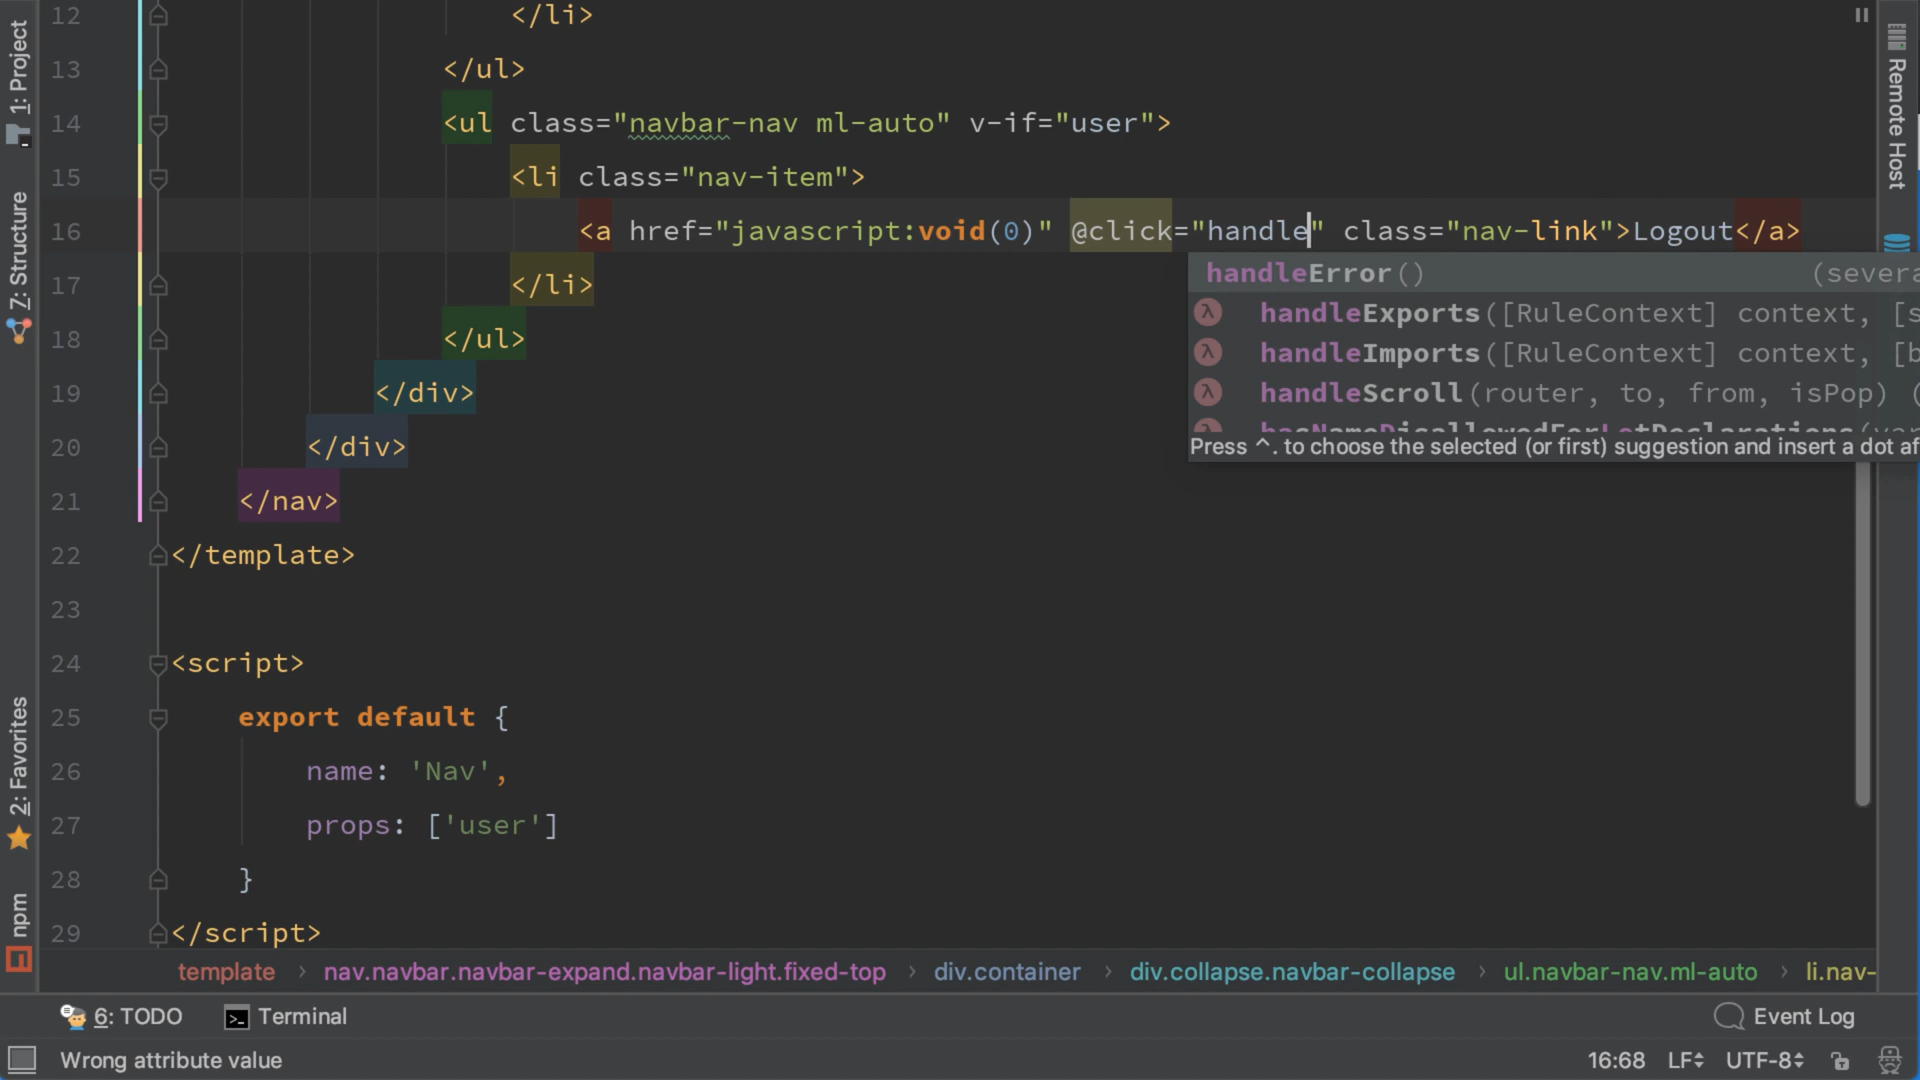 1: Project
Z: Structure
2: Favorites
npm
12 </li>
13 </ul>
14 <ul class="navbar-nav ml-auto" v-if="user">
15 <li class="nav-item">
16 <a href="javascript:void(0)" @click="handle" class="nav-link">Logout</a>
17 </li>
18 </ul>
19 </div>
20 </div>
21 </nav>
22 </template>
23
24 <script>
25 export default {
26 name: 'Nav',
27 props: ['user']
28 }
29 </script>
handleError() (severa
handleExports([RuleContext] context, [s
handleImports([RuleContext] context, [b
handleScroll(router, to, from, isPop) (
Press ^. to choose the selected (or first) suggestion and insert a dot af
Remote Host
template › nav.navbar.navbar-expand.navbar-light.fixed-top › div.container › div.collapse.navbar-collapse › ul.navbar-nav.ml-auto › li.nav-
6: TODO Terminal Event Log
Wrong attribute value 16:68 LF UTF-8